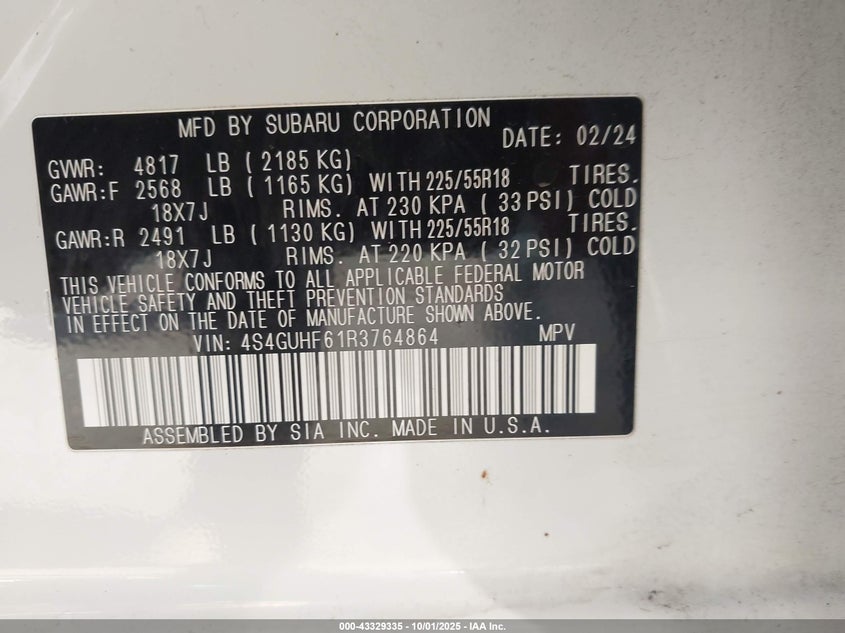 MFD BY SUBARU CORPORATION DATE: 02/24
GVWR: 4817 LB ( 2185 KG)
GAWR:F 2568 LB ( 1165 KG) WITH 225/55R18 TIRES.
18X7J RIMS. AT 230 KPA ( 33 PSI) COLD
GAWR:R 2491 LB ( 1130 KG) WITH 225/55R18 TIRES.
18X7J RIMS. AT 220 KPA ( 32 PSI) COLD
THIS VEHICLE CONFORMS TO ALL APPLICABLE FEDERAL MOTOR
VEHICLE SAFETY AND THEFT PREVENTION STANDARDS
IN EFFECT ON THE DATE OF MANUFACTURE SHOWN ABOVE.
VIN: 4S4GUHF61R3764864 MPV
ASSEMBLED BY SIA INC. MADE IN U.S.A.
000-43329335 - 10/01/2025 - IAA Inc.